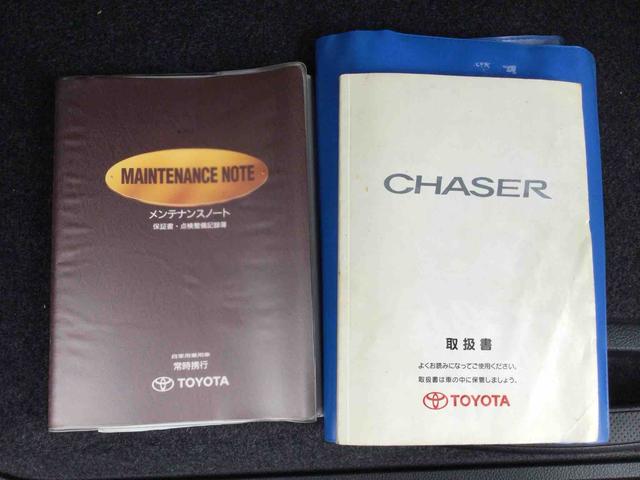 MAINTENANCE NOTE
メンテナンスノート
保証書・点検整備記録簿
自家用乗用車
常時携行
TOYOTA
CHASER
取扱書
よくお読みになってご使用ください。
取扱書は車の中に保管しましょう。
TOYOTA